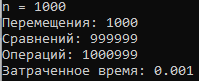 n = 1000
Перемещения: 1000
Сравнений: 999999
Операций: 1000999
Затраченное время: 0.001